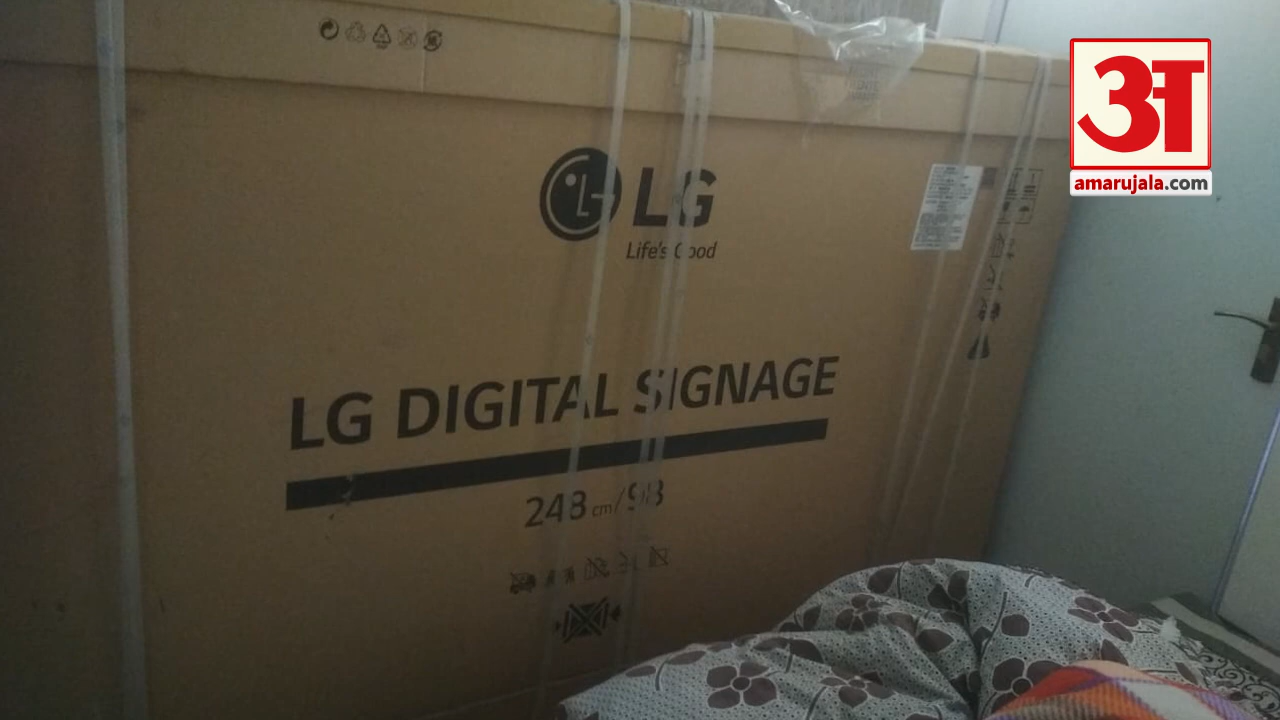 अ
amarujala.com
LG
Life's Good
LG DIGITAL SIGNAGE
248 cm/98